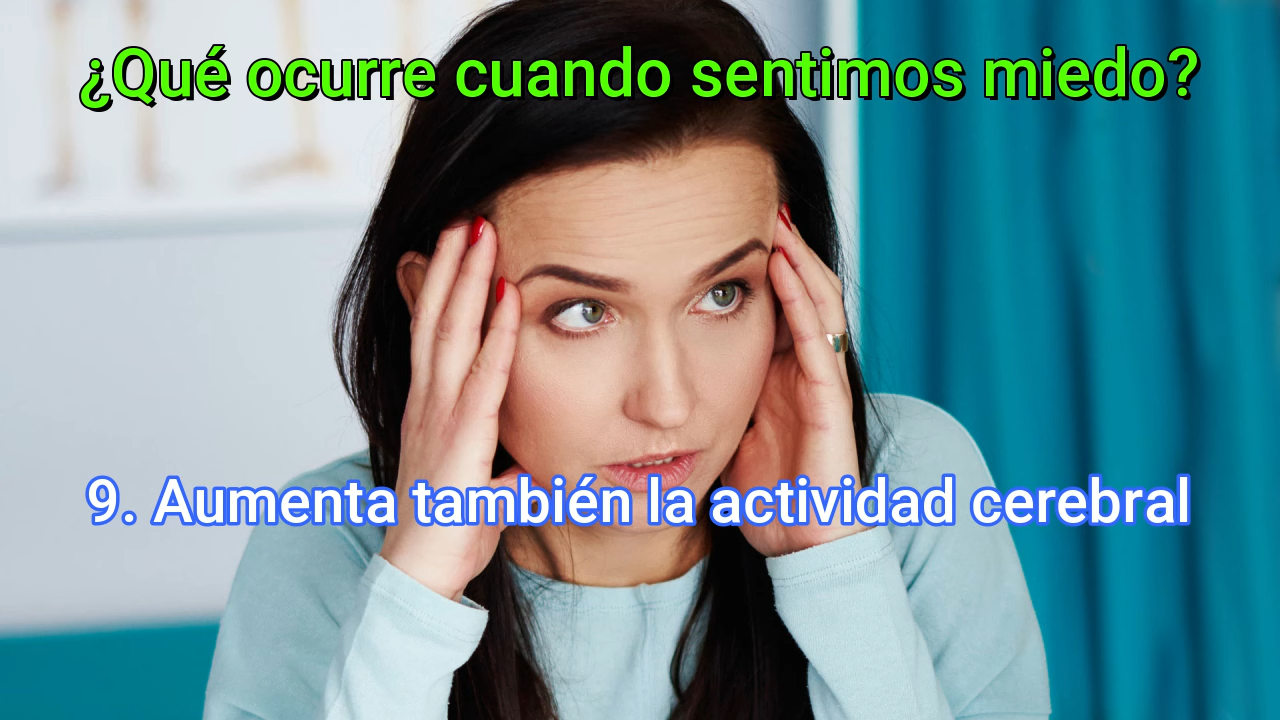 ¿Qué ocurre cuando sentimos miedo?
9. Aumenta también la actividad cerebral